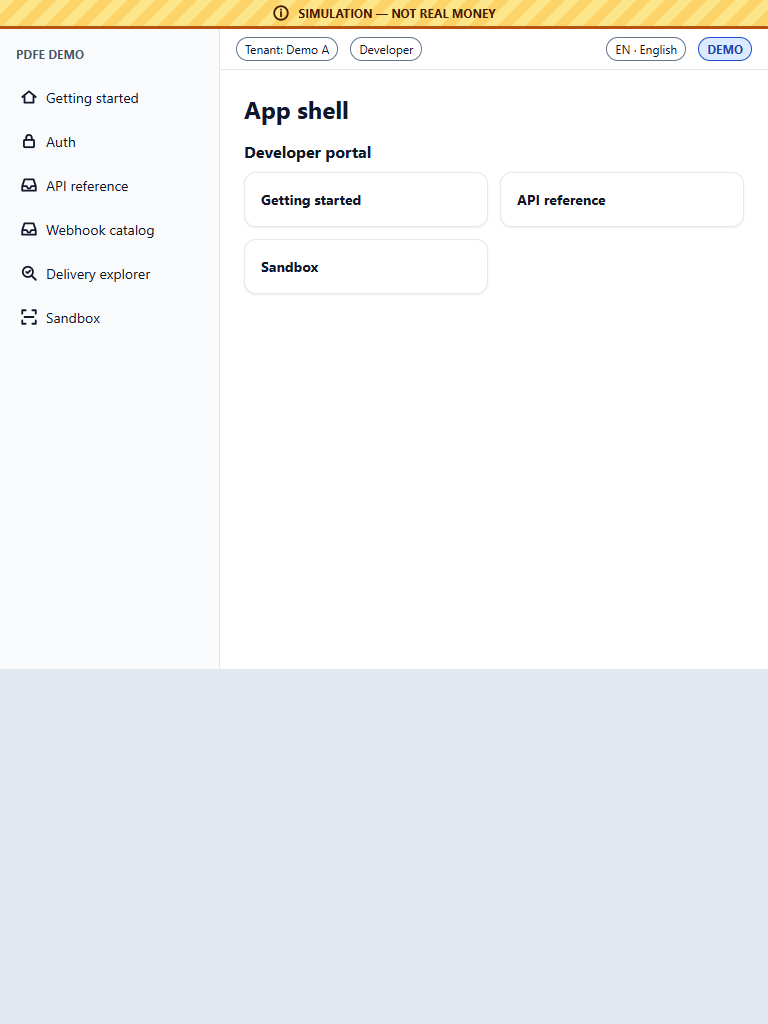 SIMULATION — NOT REAL MONEY
PDFE DEMO
Getting started
Auth
API reference
Webhook catalog
Delivery explorer
Sandbox
Tenant: Demo A
Developer
EN · English
DEMO
App shell
Developer portal
Getting started
API reference
Sandbox